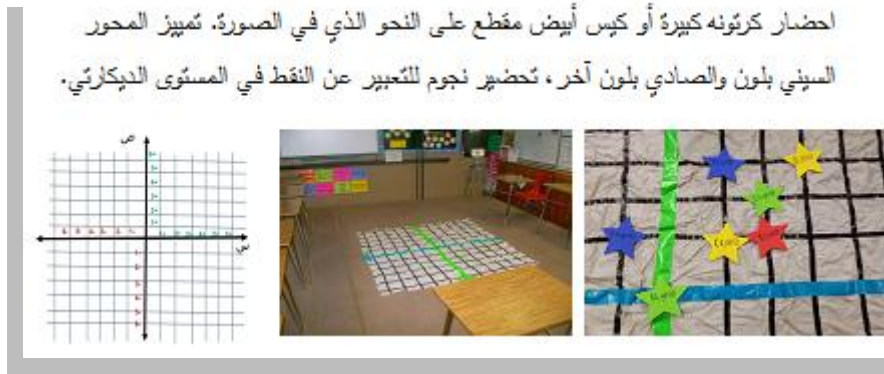 احضار كرتونه كبيرة أو كيس أبيض مقطع على النحو الذي في الصورة. تمييز المحور
السيني بلون والصادي بلون آخر، تحضير نجوم للتعبير عن النقط في المستوى الديكارتي.
ص
س